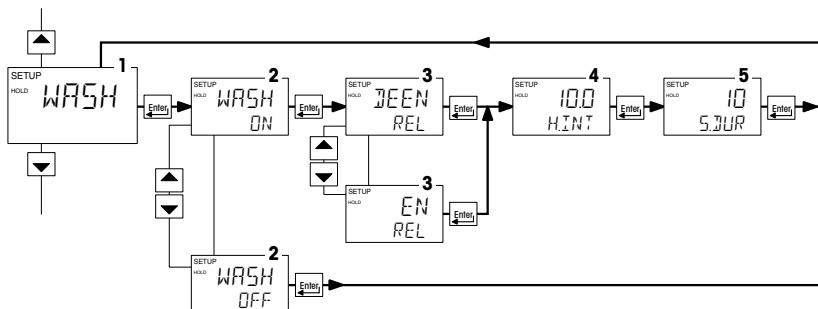 1
SETUP
HOLD
WASH
Enter
2
SETUP
HOLD
WASH
ON
Enter
3
SETUP
HOLD
DEEN
REL
Enter
4
SETUP
HOLD
10.0
H.INT
Enter
5
SETUP
HOLD
10
S.DUR
Enter
3
SETUP
HOLD
EN
REL
Enter
2
SETUP
HOLD
WASH
OFF
Enter